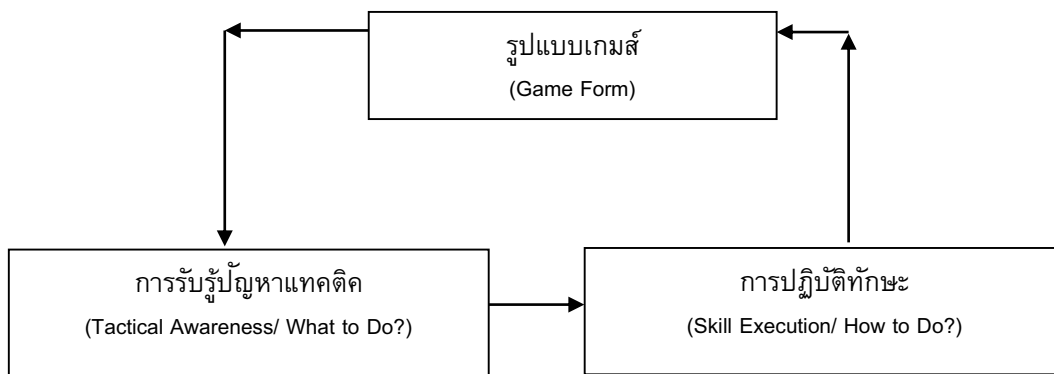 รูปแบบเกมส์
(Game Form)
การรับรู้ปัญหาแทคติค
(Tactical Awareness/ What to Do?)
การปฏิบัติทักษะ
(Skill Execution/ How to Do?)